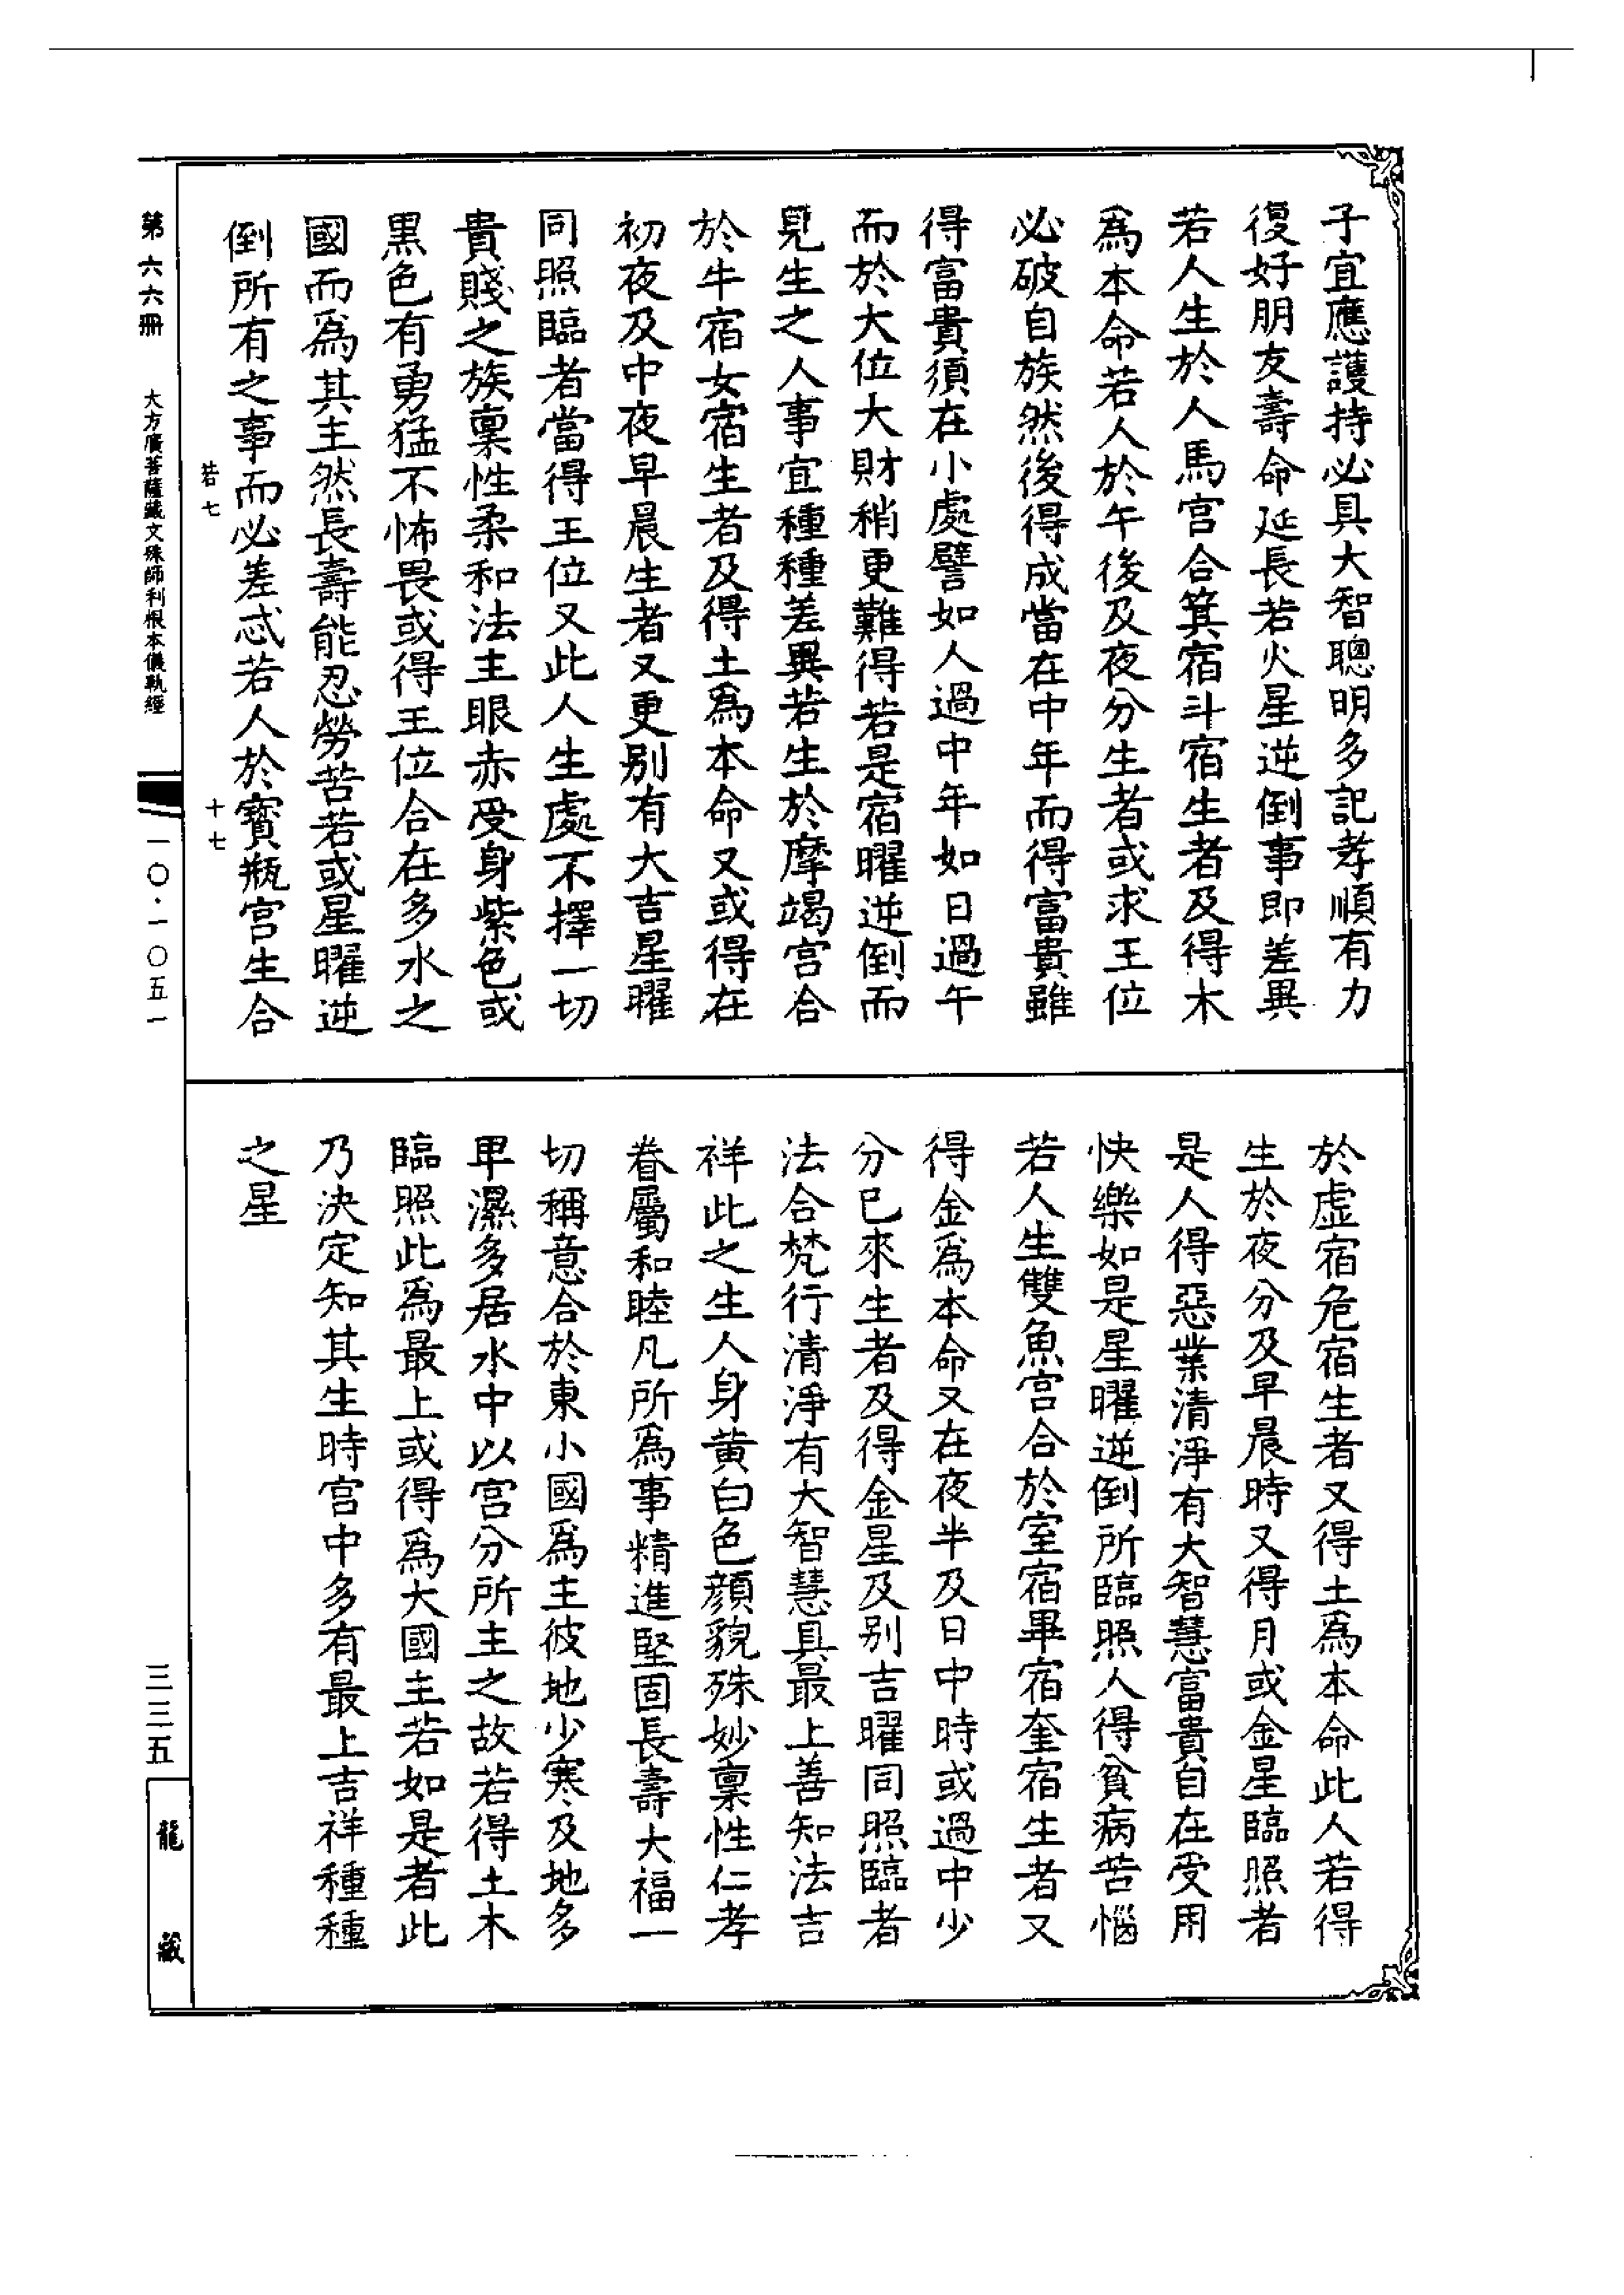 子宜應護持必具大智聰明多記孝順有力
復好朋友壽命延長若火星逆倒事即差異
若人生於人馬宮合箕宿斗宿生者及得木
為本命若人於午後及夜分生者或求王位
必破自族然後得成當在中年而得富貴雖
得富貴須在小處譬如人過中年如日過午
而於大位大財稍更難得若是宿曜逆倒而
見生之人事宜種種差異若生於摩竭宮合
於牛宿女宿生者及得土為本命又或得在
初夜及中夜早晨生者又更別有大吉星曜
同照臨者當得王位又此人生處不擇一切
貴賤之族稟性柔和法主眼赤受身紫色或
黑色有勇猛不怖畏或得王位合在多水之
國而為其主然長壽能忍勞苦若或星曜逆
倒所有之事而必差忒若人於寶瓶宮生合
若七
十七
第六六冊
大方廣菩薩藏文殊師利根本儀軌經
一〇·一〇五一
於虛宿危宿生者又得土為本命此人若得
生於夜分及早晨時又得月或金星臨照者
是人得惡業清淨有大智慧富貴自在受用
快樂如是星曜逆倒所臨照人得貧病苦惱
若人生雙魚宮合於室宿畢宿奎宿生者又
得金為本命又在夜半及日中時或過中少
分已來生者及得金星及別吉曜同照臨者
法合梵行清淨有大智慧具最上善知法吉
祥此之生人身黃白色顏貌殊妙稟性仁孝
眷屬和睦凡所為事精進堅固長壽大福一
切稱意合於東小國為主彼地少寒及地多
卑濕多居水中以宮分所主之故若得土木
臨照此為最上或得為大國主若如是者此
乃決定知其生時宮中多有最上吉祥種種
之星
三三五
龍藏